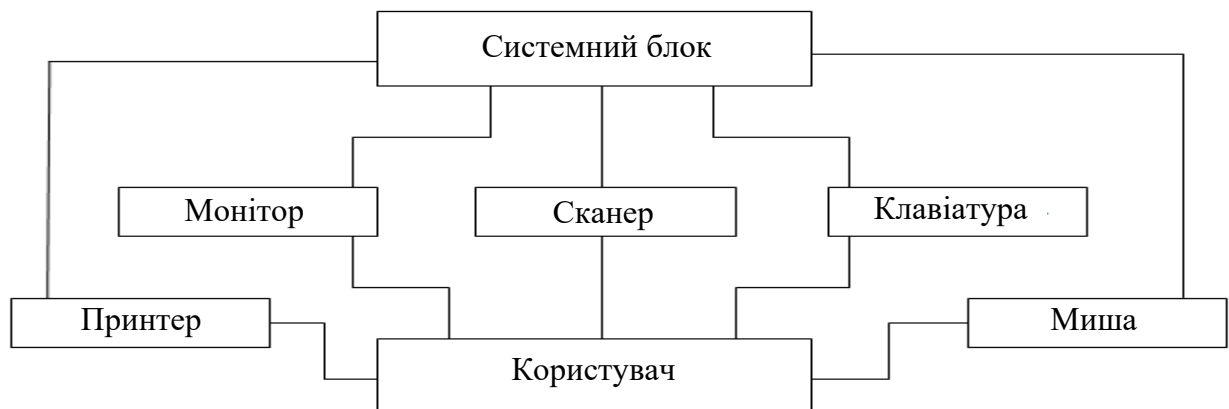 Системний блок
Монітор
Сканер
Клавіатура
Принтер
Миша
Користувач